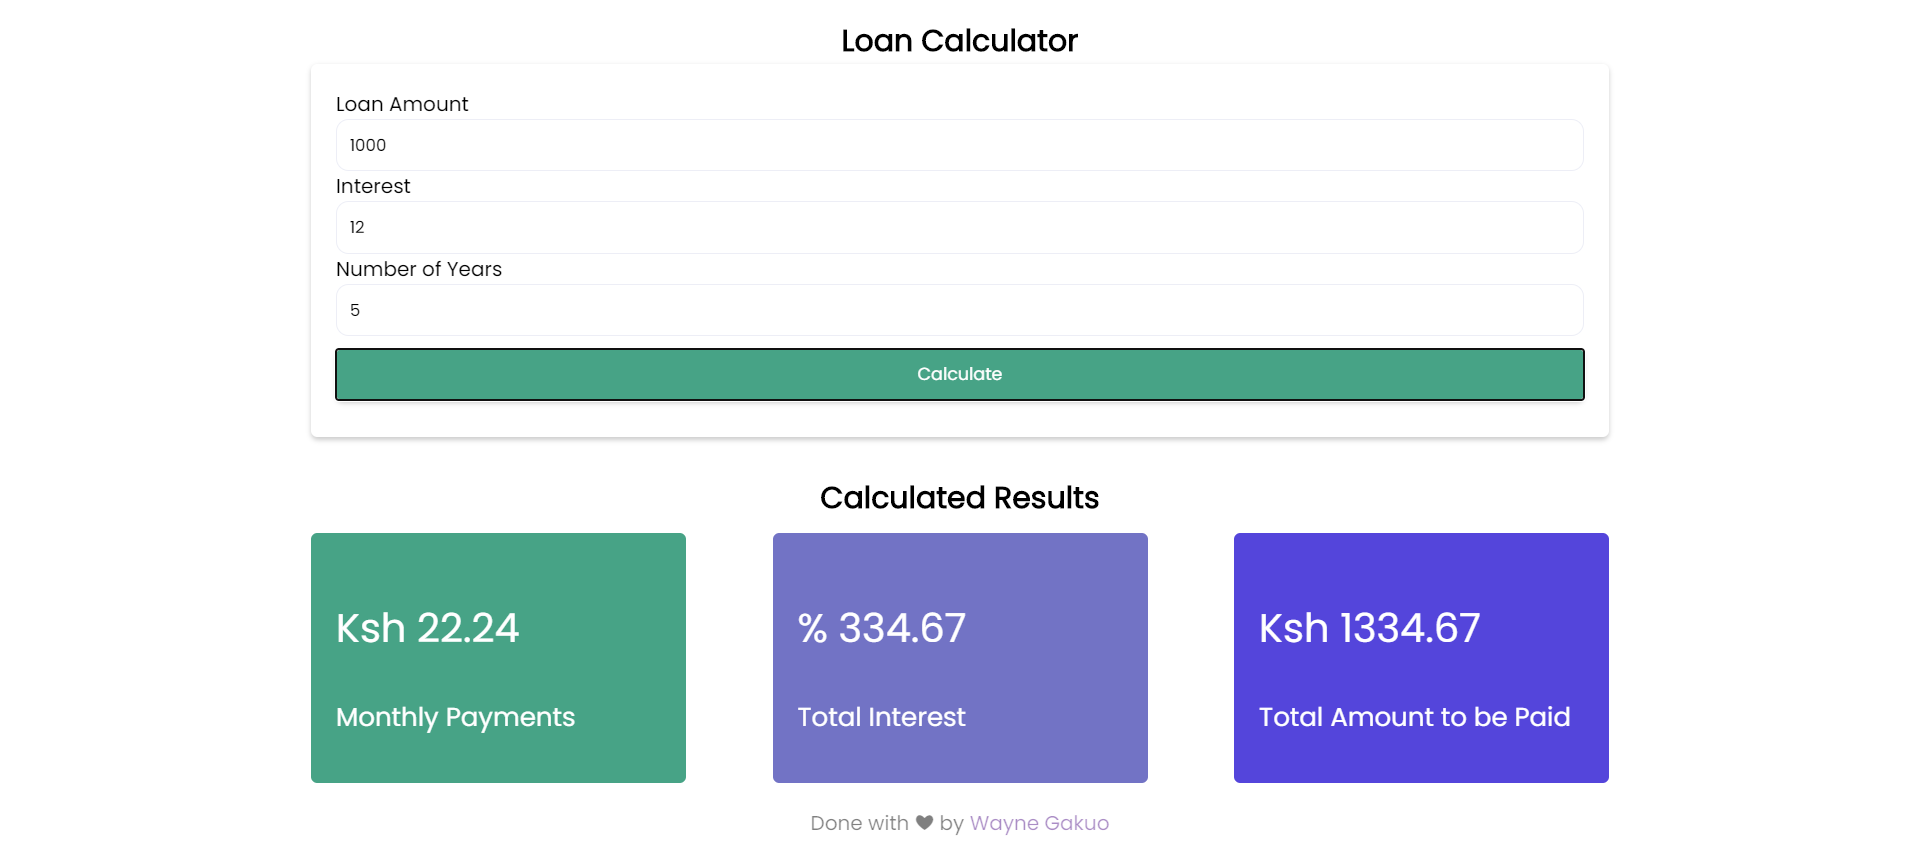 Loan Calculator
Loan Amount
1000
Interest
12
Number of Years
5
Calculate
Calculated Results
Ksh 22.24
Monthly Payments
% 334.67
Total Interest
Ksh 1334.67
Total Amount to be Paid
Done with ♥ by Wayne Gakuo